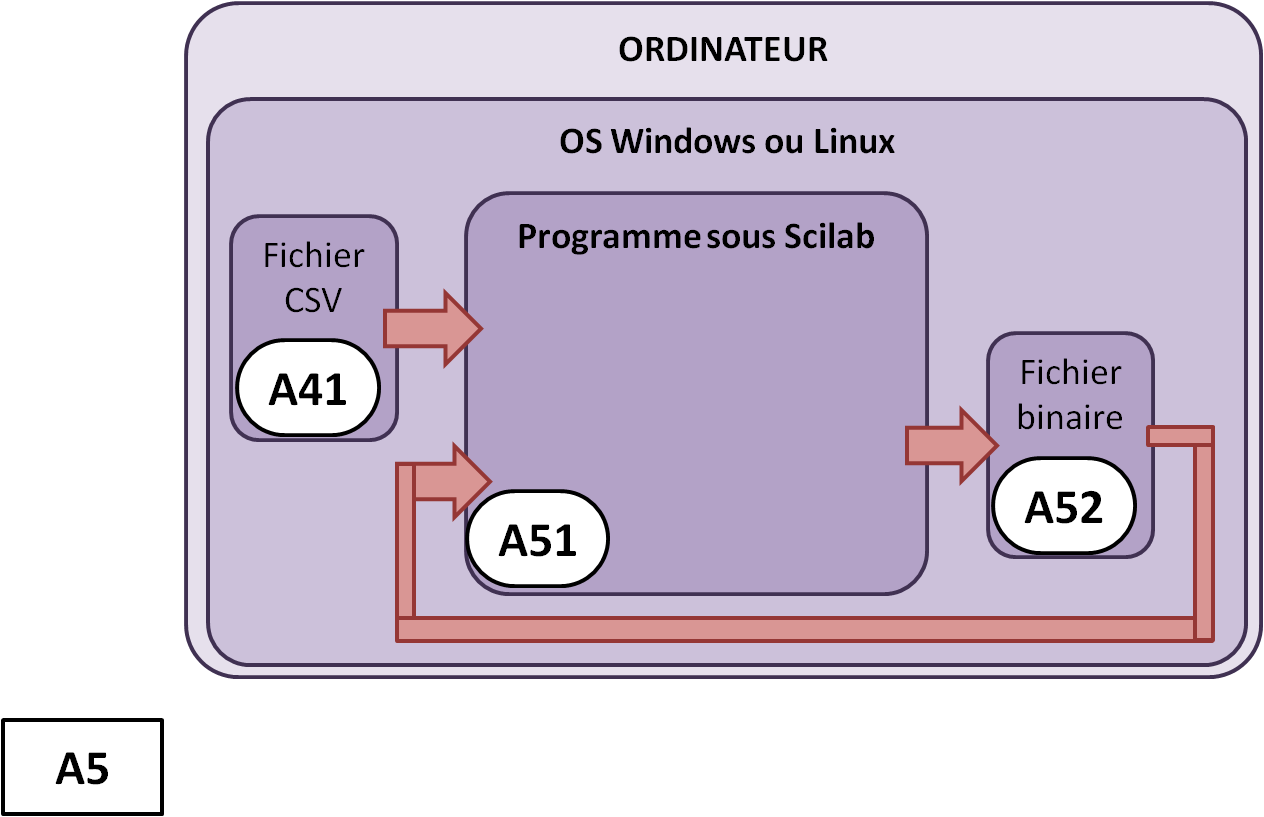 ORDINATEUR
OS Windows ou Linux
Programme sous Scilab
Fichier
CSV
A41
Fichier
binaire
A52
A51
A5